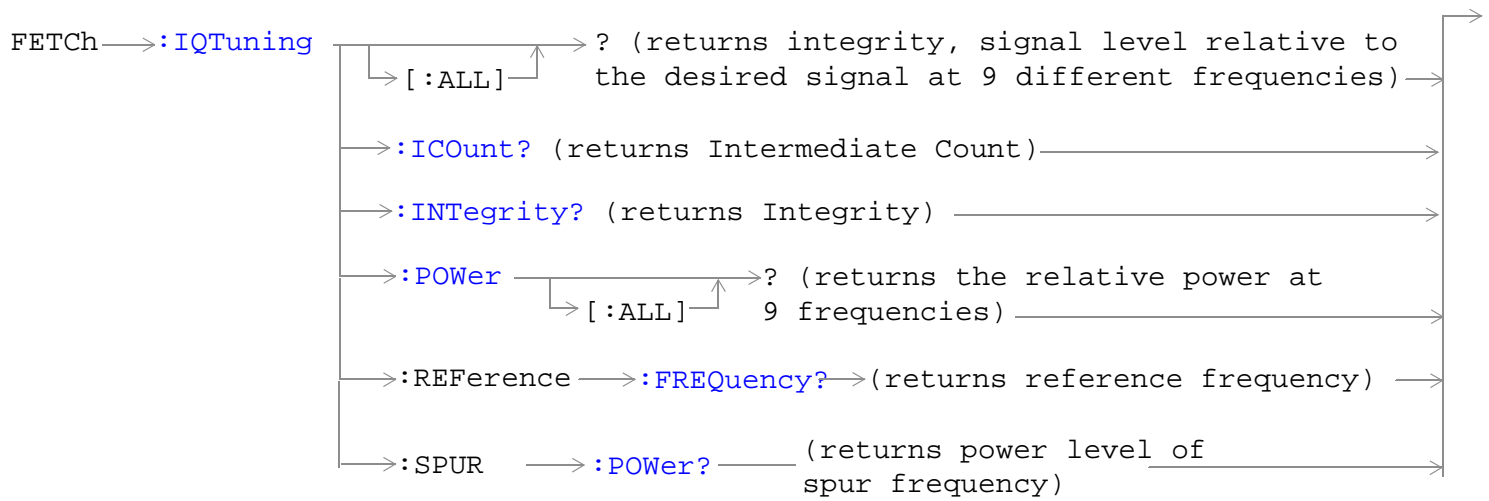 FETCh :IQTuning ? (returns integrity, signal level relative to
[:ALL] the desired signal at 9 different frequencies)
:ICOunt? (returns Intermediate Count)
:INTegrity? (returns Integrity)
:POWer ? (returns the relative power at
[:ALL] 9 frequencies)
:REFerence :FREQuency? (returns reference frequency)
:SPUR :POWer? (returns power level of
spur frequency)